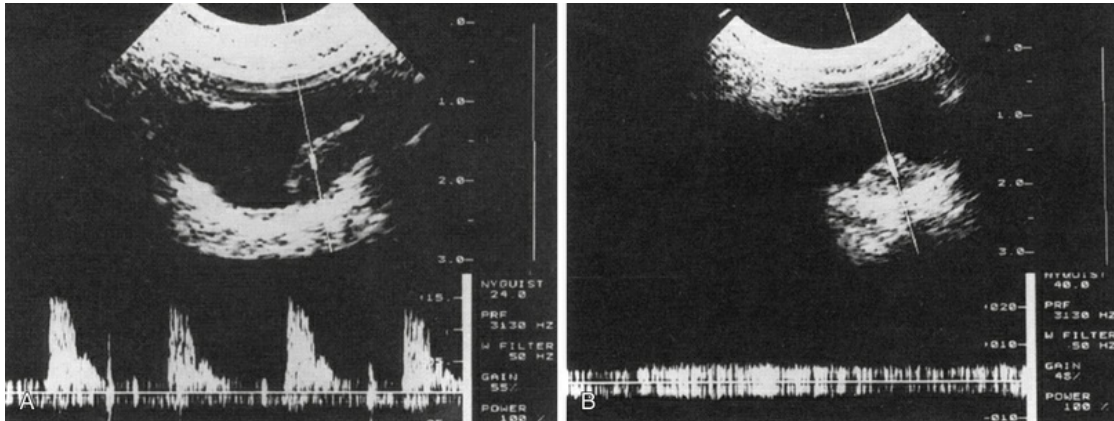 1.0-
2.0-
3.0-
NYQUIST
24.0
PRF
3130 HZ
W FILTER
50 HZ
GAIN
55%
POWER
100 %
A
.0-
1.0-
2.0-
3.0-
NYQUIST
40.0
PRF
3130 HZ
W FILTER
50 HZ
GAIN
45%
POWER
100 %
+020
+010
-010
B